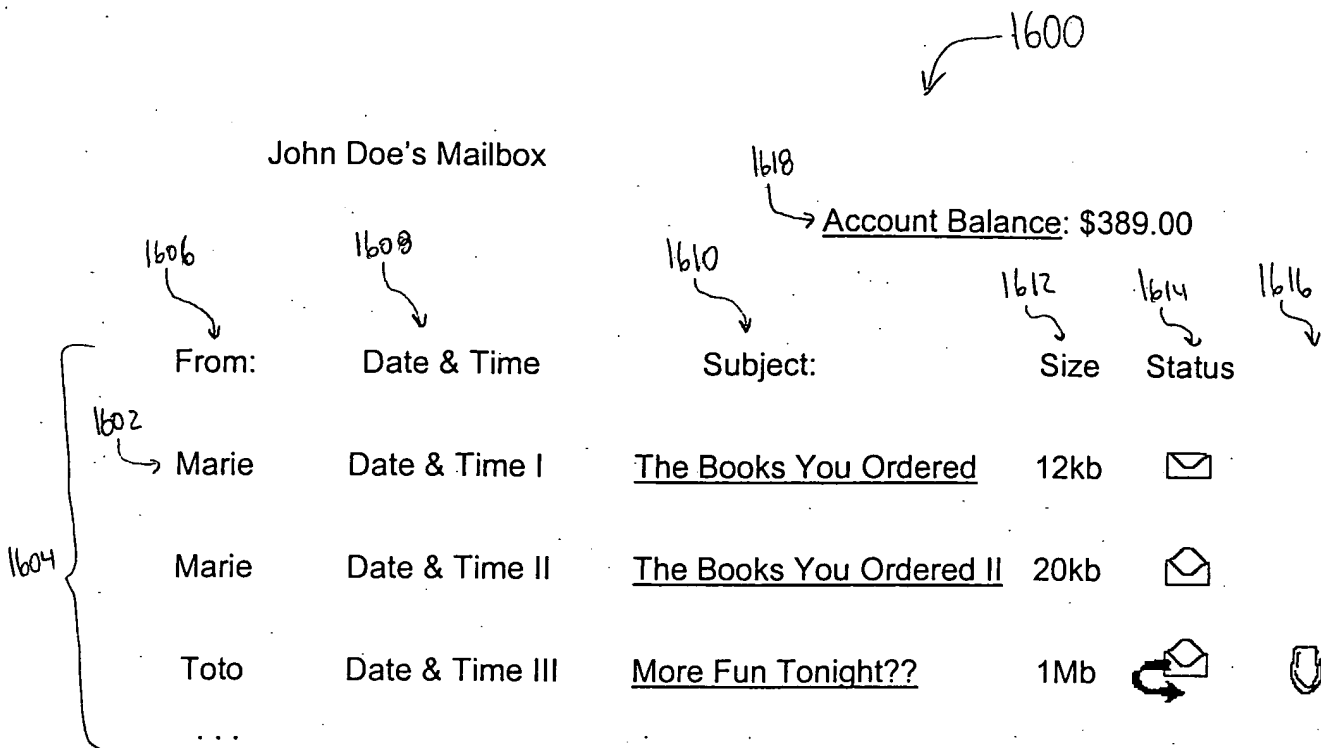 1600
John Doe's Mailbox
1618
Account Balance: $389.00
1606 1608 1610 1612 1614 1616
From: Date & Time Subject: Size Status
1602
Marie Date & Time I The Books You Ordered 12kb
1604 Marie Date & Time II The Books You Ordered II 20kb
Toto Date & Time III More Fun Tonight?? 1Mb
...